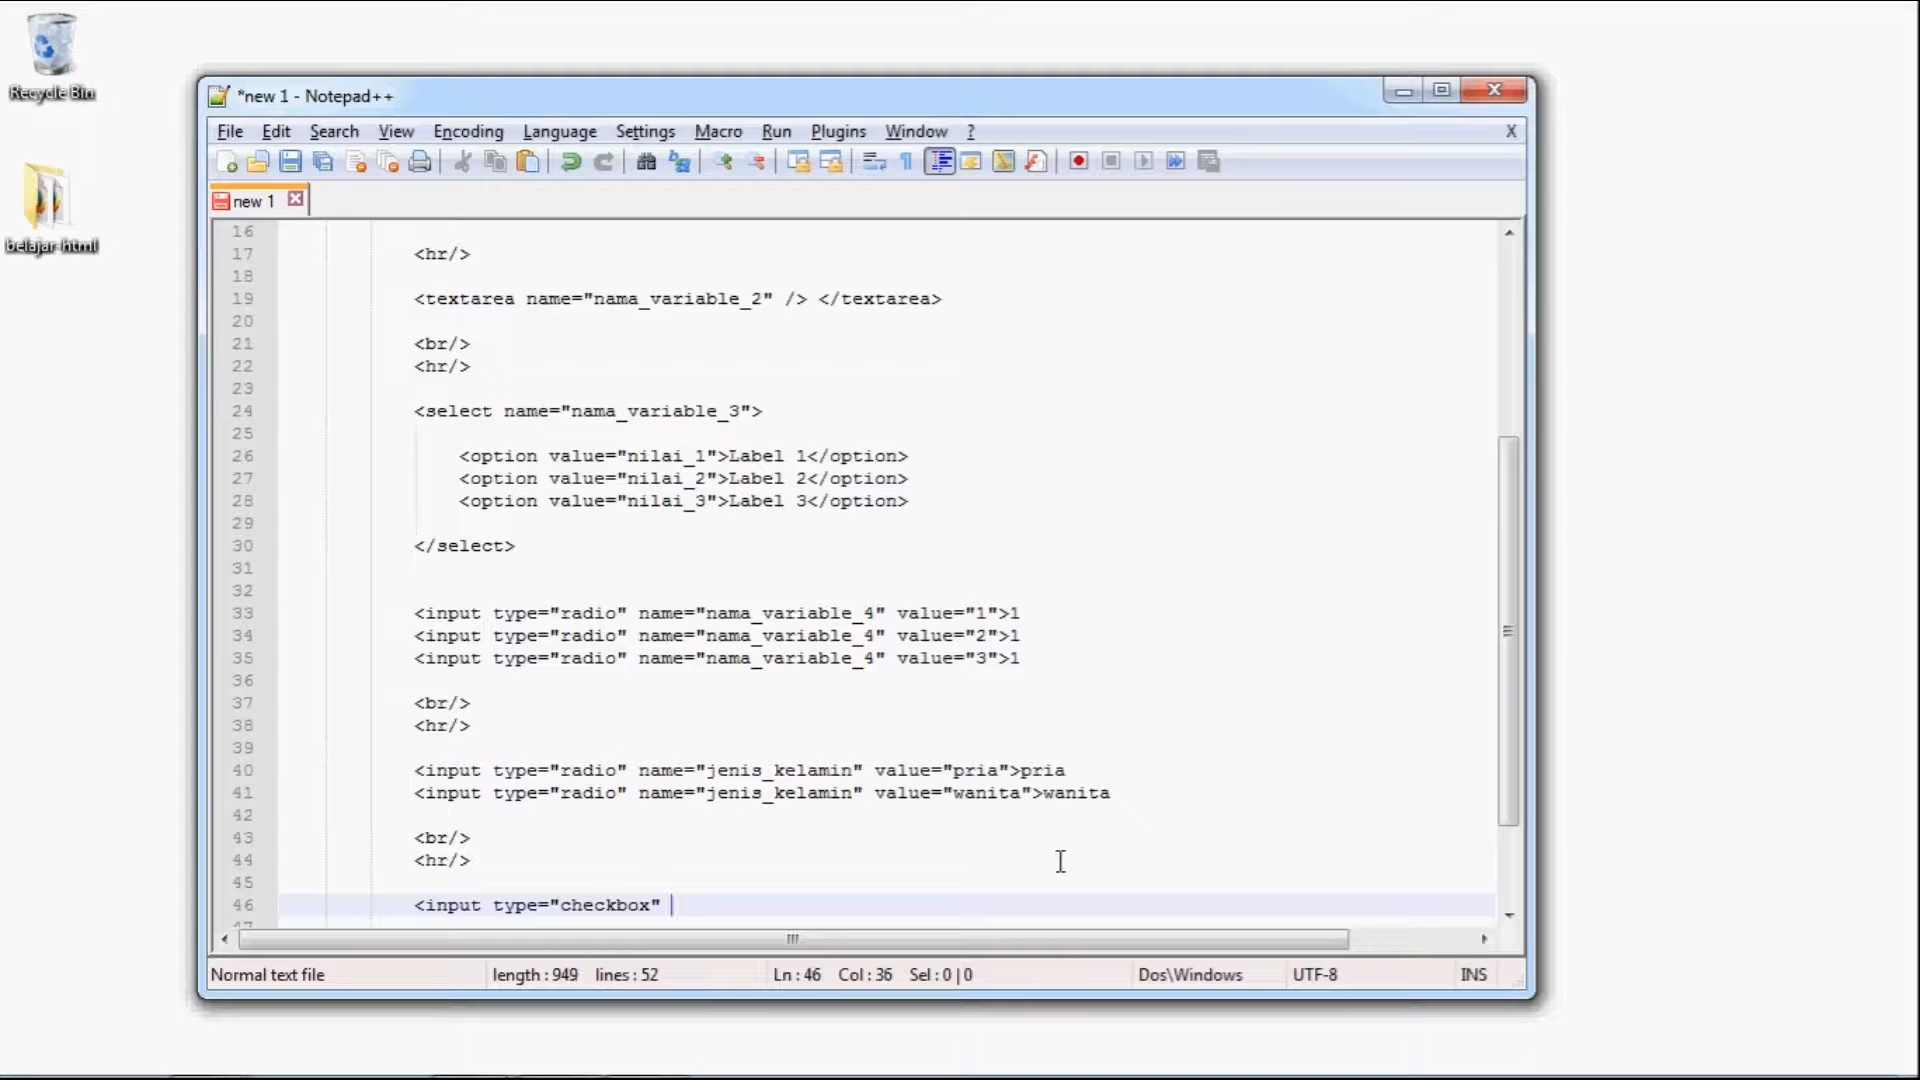 Recycle Bin
belajar-html
*new 1 - Notepad++
File Edit Search View Encoding Language Settings Macro Run Plugins Window ? X
new 1
16
17 <hr/>
18
19 <textarea name="nama_variable_2" /> </textarea>
20
21 <br/>
22 <hr/>
23
24 <select name="nama_variable_3">
25
26 <option value="nilai_1">Label 1</option>
27 <option value="nilai_2">Label 2</option>
28 <option value="nilai_3">Label 3</option>
29
30 </select>
31
32
33 <input type="radio" name="nama_variable_4" value="1">1
34 <input type="radio" name="nama_variable_4" value="2">1
35 <input type="radio" name="nama_variable_4" value="3">1
36
37 <br/>
38 <hr/>
39
40 <input type="radio" name="jenis_kelamin" value="pria">pria
41 <input type="radio" name="jenis_kelamin" value="wanita">wanita
42
43 <br/>
44 <hr/>
45
46 <input type="checkbox"
47
Normal text file length : 949 lines : 52 Ln : 46 Col : 36 Sel : 0 | 0 Dos\Windows UTF-8 INS